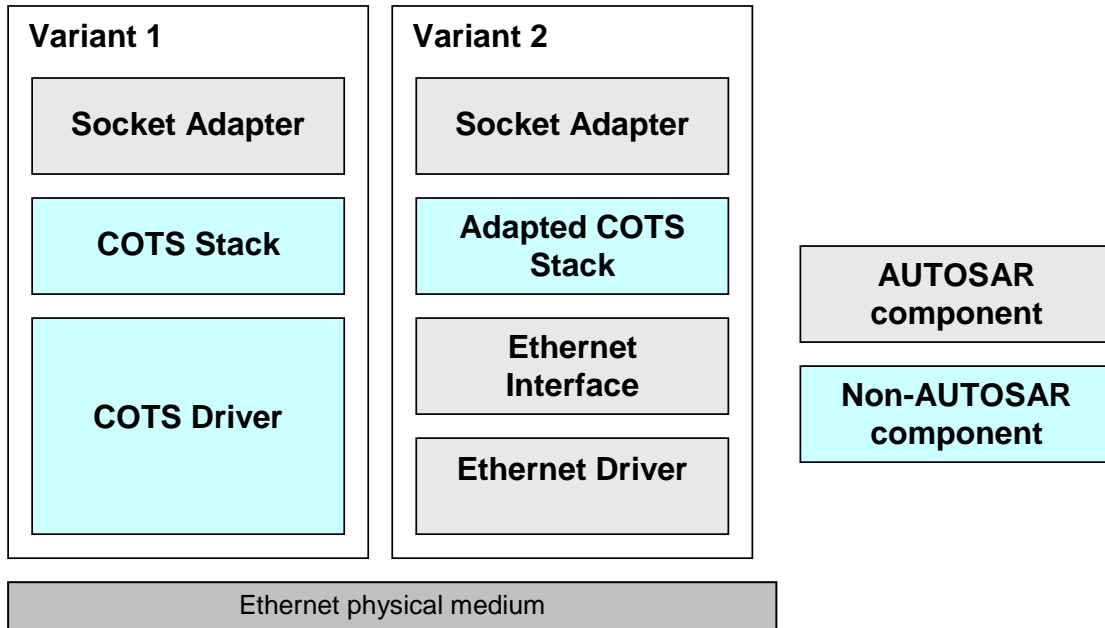 Variant 1
Socket Adapter
COTS Stack
COTS Driver
Variant 2
Socket Adapter
Adapted COTS
Stack
Ethernet
Interface
Ethernet Driver
AUTOSAR
component
Non-AUTOSAR
component
Ethernet physical medium